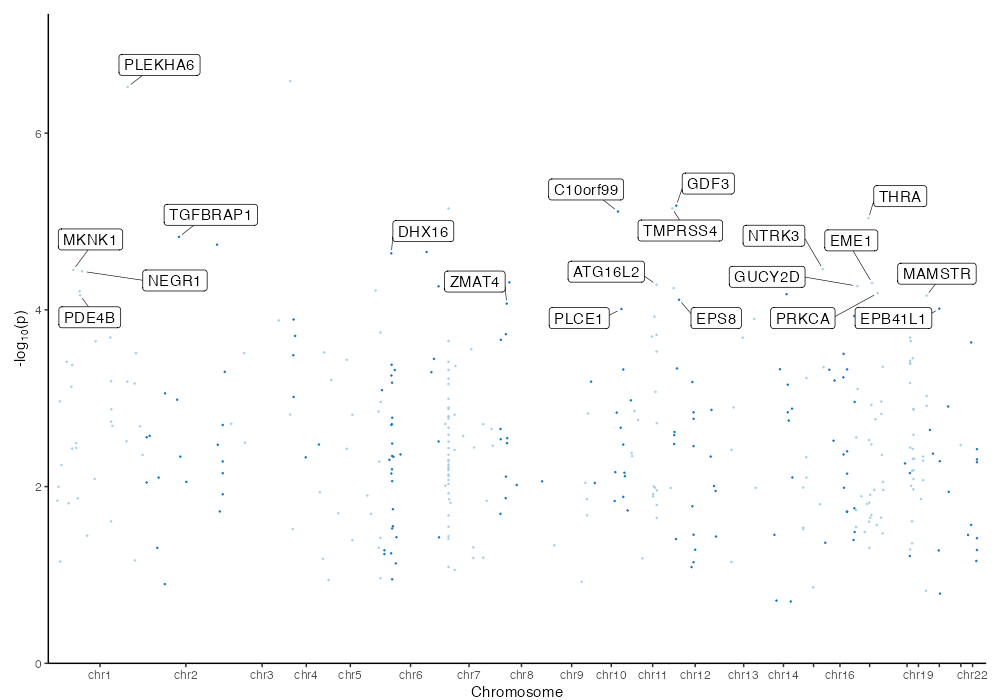 PLEKHA6
6
C10orf99
GDF3
THRA
TGFBRAP1
DHX16
TMPRSS4
MKNK1
NTRK3
EME1
NEGR1
ZMAT4
ATG16L2
GUCY2D
MAMSTR
4
PDE4B
PLCE1
EPS8
PRKCA
EPB41L1
-log10(p)
2
0
chr1 chr2 chr3 chr4 chr5 chr6 chr7 chr8 chr9 chr10 chr11 chr12 chr13 chr14 chr16 chr19 chr22
Chromosome